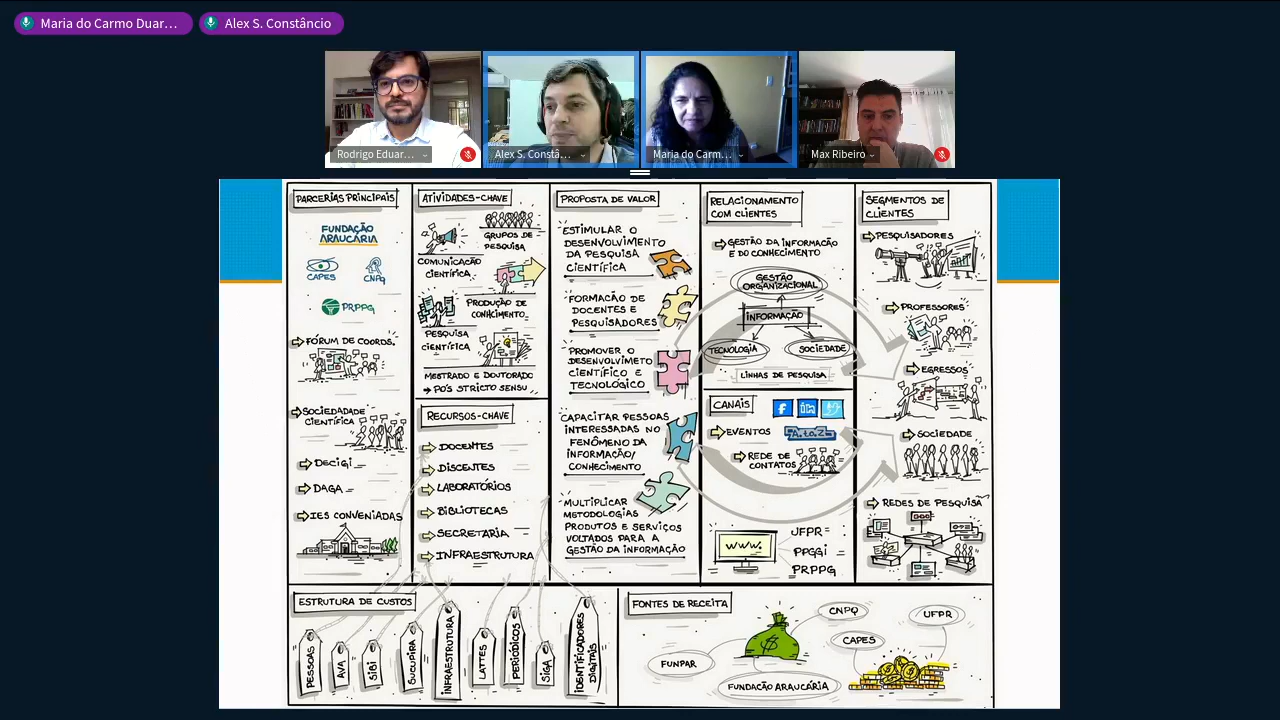 Maria do Carmo Duar...
Alex S. Constâncio
Rodrigo Eduar...
Alex S. Constâ...
Maria do Carm...
Max Ribeiro
PARCERIAS PRINCIPAIS
FUNDAÇÃO
ARAUCÁRIA
CAPES
CNPQ
PRPPG
FÓRUM DE COORDS.
SOCIEDADADE
CIENTÍFICA
DECIGI
DAGA
IES CONVENIADAS
ATIVIDADES-CHAVE
GRUPOS DE
PESQUISA
COMUNICAÇÃO
CIENTÍFICA
PRODUÇÃO DE
PESQUISA
CIENTÍFICA
MESTRADO E DOUTORADO
→ PÓS STRICTO SENSU
RECURSOS-CHAVE
DOCENTES
DISCENTES
LABORATÓRIOS
BIBLIOTECAS
SECRETARIA
INFRAESTRUTURA
PROPOSTA DE VALOR
ESTIMULAR O
DESENVOLVIMENTO
DA PESQUISA
CIENTÍFICA
FORMAÇÃO DE
DOCENTES E
PESQUISADORES
PROMOVER O
DESENVOLVIMETO
CIENTÍFICO E
TECNOLÓGICO
CAPACITAR PESSOAS
INTERESSADAS NO
FENÔMENO DA
INFORMAÇÃO/
CONHECIMENTO
MULTIPLICAR
METODOLOGIAS
PRODUTOS E SERVIÇOS
VOLTADOS PARA A
GESTÃO DA INFORMAÇÃO
RELACIONAMENTO
COM CLIENTES
GESTÃO DA INFORMAÇÃO
E DO CONHECIMENTO
GESTÃO
ORGANIZACIONAL
INFORMAÇÃO
TECNOLOGIA
SOCIEDADE
LINHAS DE PESQUISA
CANAIS
f
in
EVENTOS
A.to.Z
REDE DE
CONTATOS
www.
UFPR
PPGGI
PRPPG
SEGMENTOS DE
CLIENTES
PESQUISADORES
PROFESSORES
EGRESSOS
SOCIEDADE
REDES DE PESQUISA
ESTRUTURA DE CUSTOS
PESSOAS
AVA
SIBI
SUCUPIRA
INFRAESTRUTURA
LATTES
PERIÓDICOS
SIGA
IDENTIFICADORES
DIGITAIS
FONTES DE RECEITA
FUNPAR
$
FUNDAÇÃO ARAUCÁRIA
CNPQ
CAPES
UFPR